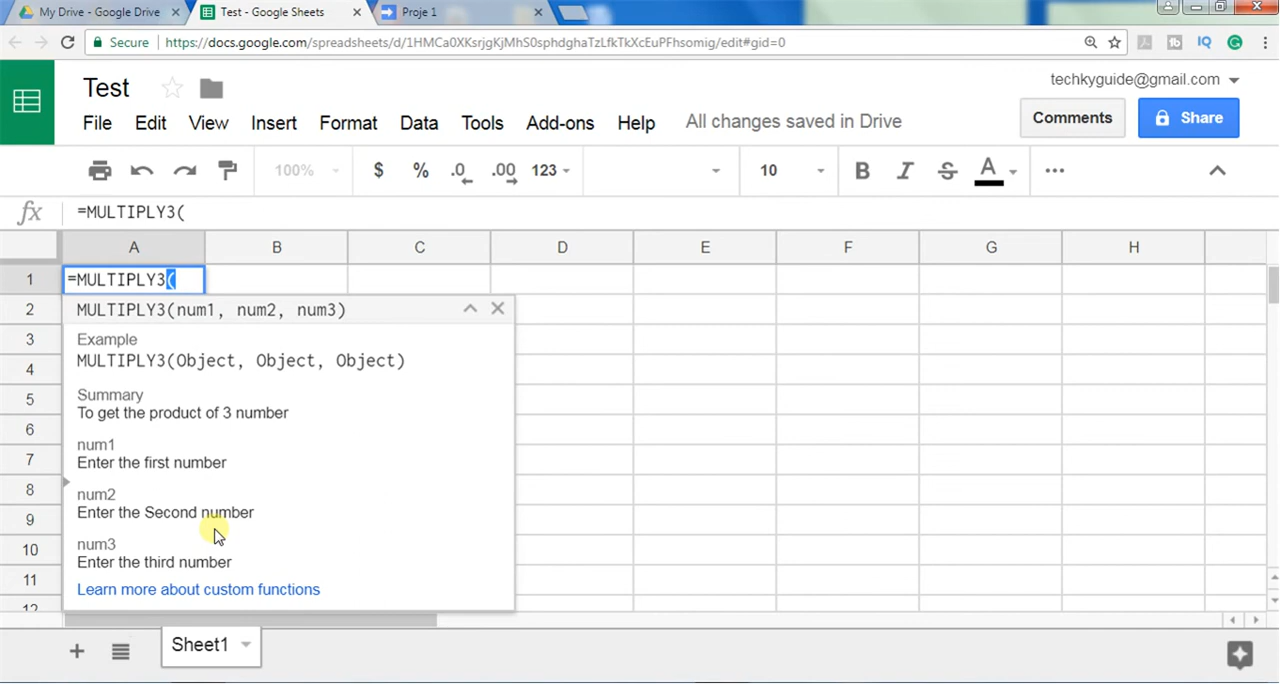 My Drive - Google Drive
Test - Google Sheets
Proje 1
Secure
https://docs.google.com/spreadsheets/d/1HMCa0XKsrjgKjMhS0sphdghaTzLfkTkXcEuPFhsomig/edit#gid=0
IQ
Test
techkyguide@gmail.com
File Edit View Insert Format Data Tools Add-ons Help All changes saved in Drive
Comments
Share
100% $ % .0 .00 123 10 B I S A
fx =MULTIPLY3(
A B C D E F G H
1 =MULTIPLY3(
2 MULTIPLY3(num1, num2, num3)
3 Example
4 MULTIPLY3(Object, Object, Object)
5 Summary
To get the product of 3 number
6 num1
7 Enter the first number
8 num2
9 Enter the Second number
10 num3
Enter the third number
11 Learn more about custom functions
12
Sheet1